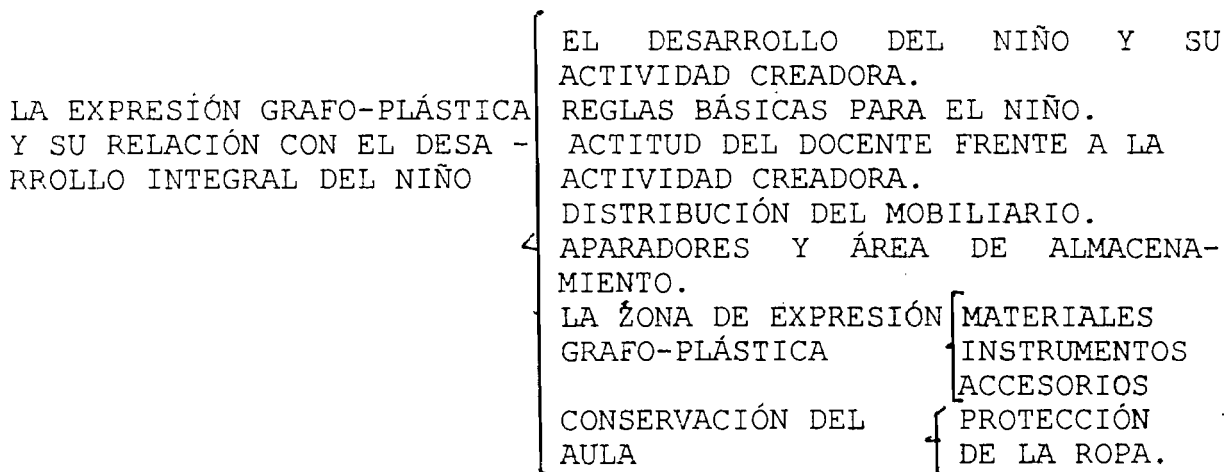 LA EXPRESÍÓN GRAFO-PLÁSTICA
Y SU RELACIÓN CON EL DESA -
RROLLO INTEGRAL DEL NIÑO
EL DESARROLLO DEL NIÑO Y SU
ACTIVIDAD CREADORA.
REGLAS BÁSICAS PARA EL NIÑO.
ACTITUD DEL DOCENTE FRENTE A LA
ACTIVIDAD CREADORA.
DISTRIBUCIÓN DEL MOBILIARIO.
APARADORES Y ÁREA DE ALMACENA-
MIENTO.
LA ZONA DE EXPRESIÓN
GRAFO-PLÁSTICA
MATERIALES
INSTRUMENTOS
ACCESORIOS
CONSERVACIÓN DEL
AULA
PROTECCIÓN
DE LA ROPA.